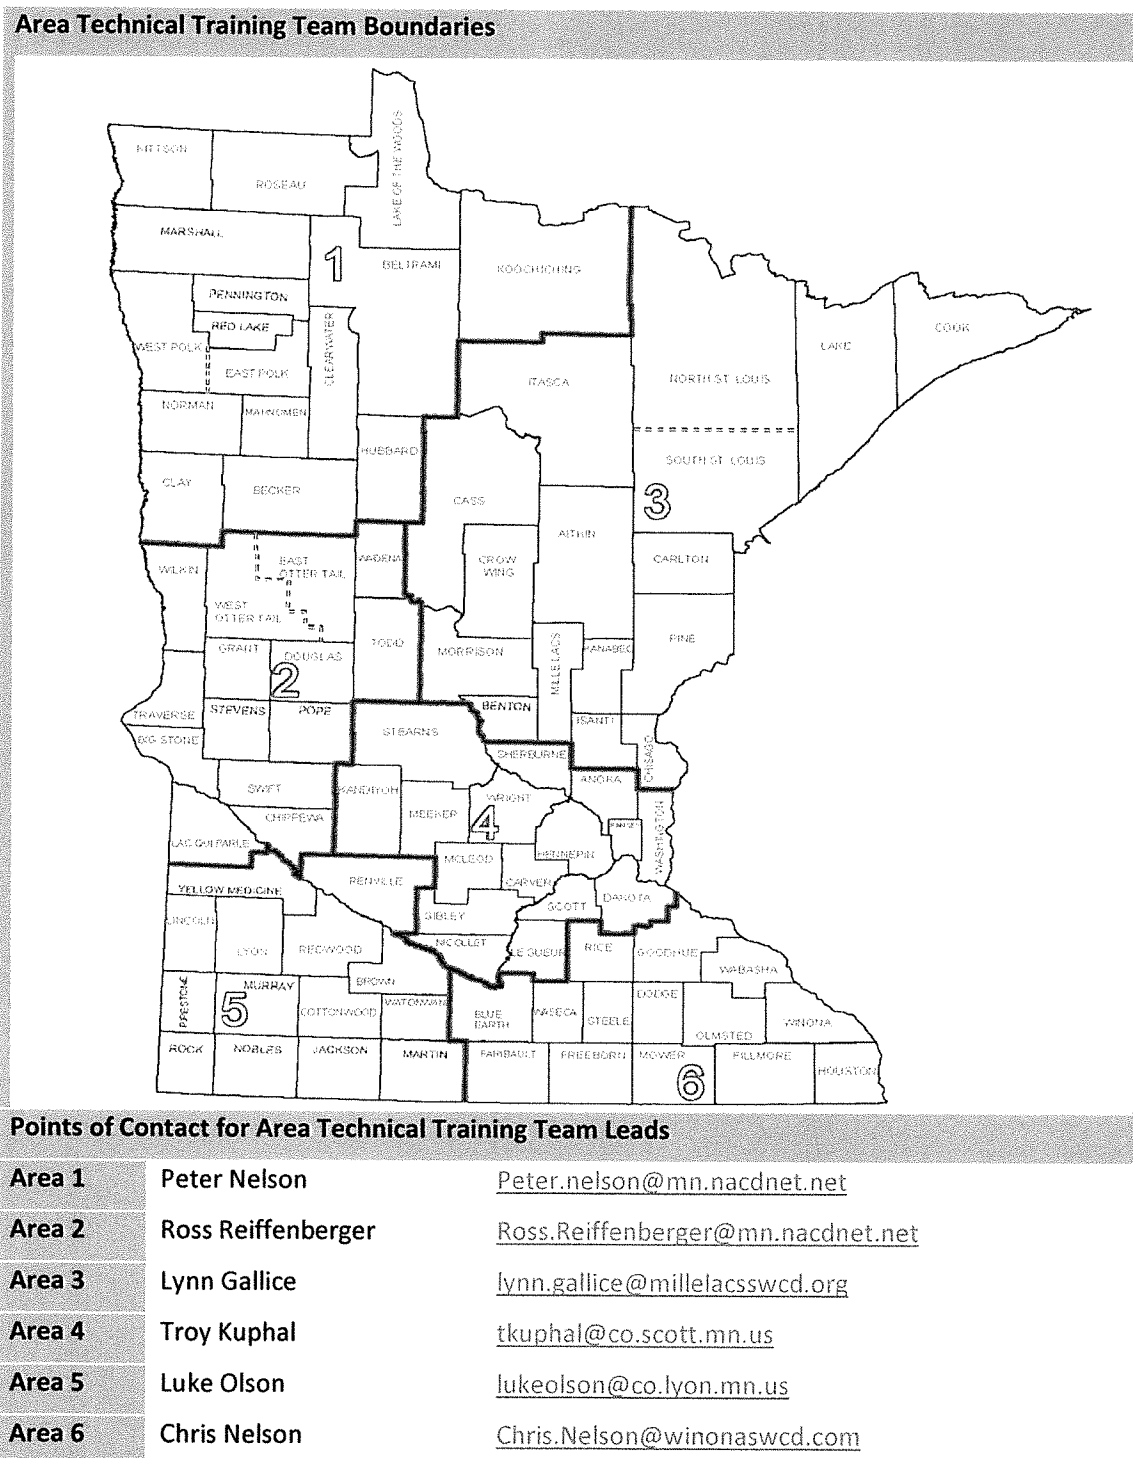 Area Technical Training Team Boundaries
KITTSON
ROSEAU
LAKE OF THE WOODS
MARSHALL
1
BELTRAMI
KOOCHICHING
PENNINGTON
RED LAKE
CLEARWATER
WEST POLK
EAST POLK
ITASCA
NORTH ST. LOUIS
LAKE
COOK
NORMAN
MAHNOMEN
HUBBARD
SOUTH ST. LOUIS
CLAY
BECKER
CASS
3
AITKIN
WILKIN
EAST
OTTER TAIL
WADENA
CROW
WING
CARLTON
WEST
OTTER TAIL
GRANT
DOUGLAS
TODD
MORRISON
MILLE LACS
KANABEC
PINE
2
TRAVERSE
STEVENS
POPE
BENTON
ISANTI
BIG STONE
STEARNS
SHERBURNE
CHISAGO
SWIFT
KANDIYOHI
ANOKA
CHIPPEWA
MEEKER
WRIGHT
4
WASHINGTON
LAC QUI PARLE
MCLEOD
HENNEPIN
YELLOW MEDICINE
RENVILLE
CARVER
SCOTT
DAKOTA
LINCOLN
SIBLEY
LYON
REDWOOD
NICOLLET
LE SUEUR
RICE
GOODHUE
WABASHA
PIPESTONE
MURRAY
BROWN
5
COTTONWOOD
WATONWAN
BLUE
EARTH
WASECA
STEELE
DODGE
OLMSTED
WINONA
ROCK
NOBLES
JACKSON
MARTIN
FARIBAULT
FREEBORN
MOWER
FILLMORE
HOUSTON
6
Points of Contact for Area Technical Training Team Leads
Area 1 Peter Nelson Peter.nelson@mn.nacdnet.net
Area 2 Ross Reiffenberger Ross.Reiffenberger@mn.nacdnet.net
Area 3 Lynn Gallice lynn.gallice@millelacsswcd.org
Area 4 Troy Kuphal tkuphal@co.scott.mn.us
Area 5 Luke Olson lukeolson@co.lyon.mn.us
Area 6 Chris Nelson Chris.Nelson@winonaswcd.com